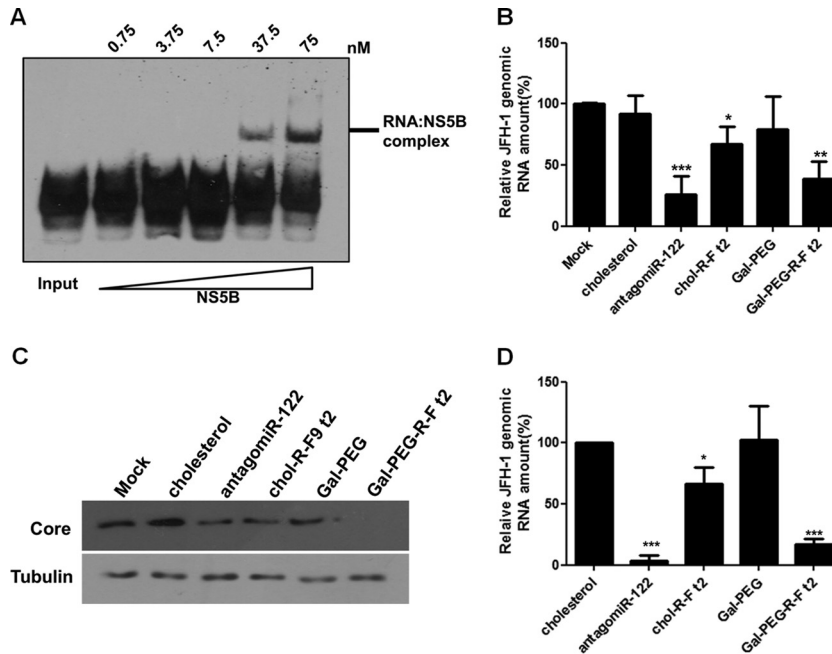 A
0.75 3.75 7.5 37.5 75 nM
RNA:NS5B
complex
Input
NS5B
B
Relative JFH-1 genomic
RNA amount(%)
150
100
50
0
Mock
cholesterol
antagomiR-122
chol-R-F t2
Gal-PEG
Gal-PEG-R-F t2
***
*
**
C
Mock
cholesterol
antagomiR-122
chol-R-F9 t2
Gal-PEG
Gal-PEG-R-F t2
Core
Tubulin
D
Relaive JFH-1 genomic
RNA amount(%)
150
100
50
0
***
*
***
cholesterol
antagomiR-122
chol-R-F t2
Gal-PEG
Gal-PEG-R-F t2